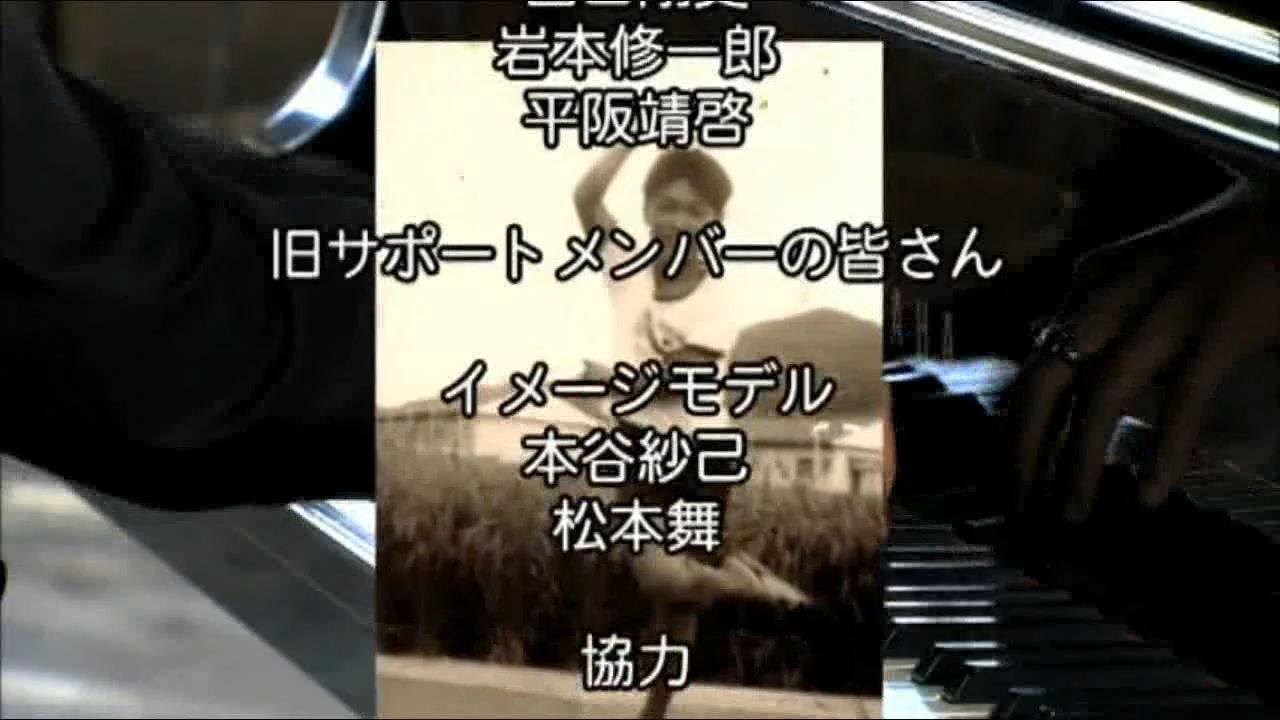 岩本修一郎
平阪靖啓
旧サポートメンバーの皆さん
イメージモデル
本谷紗己
松本舞
協力